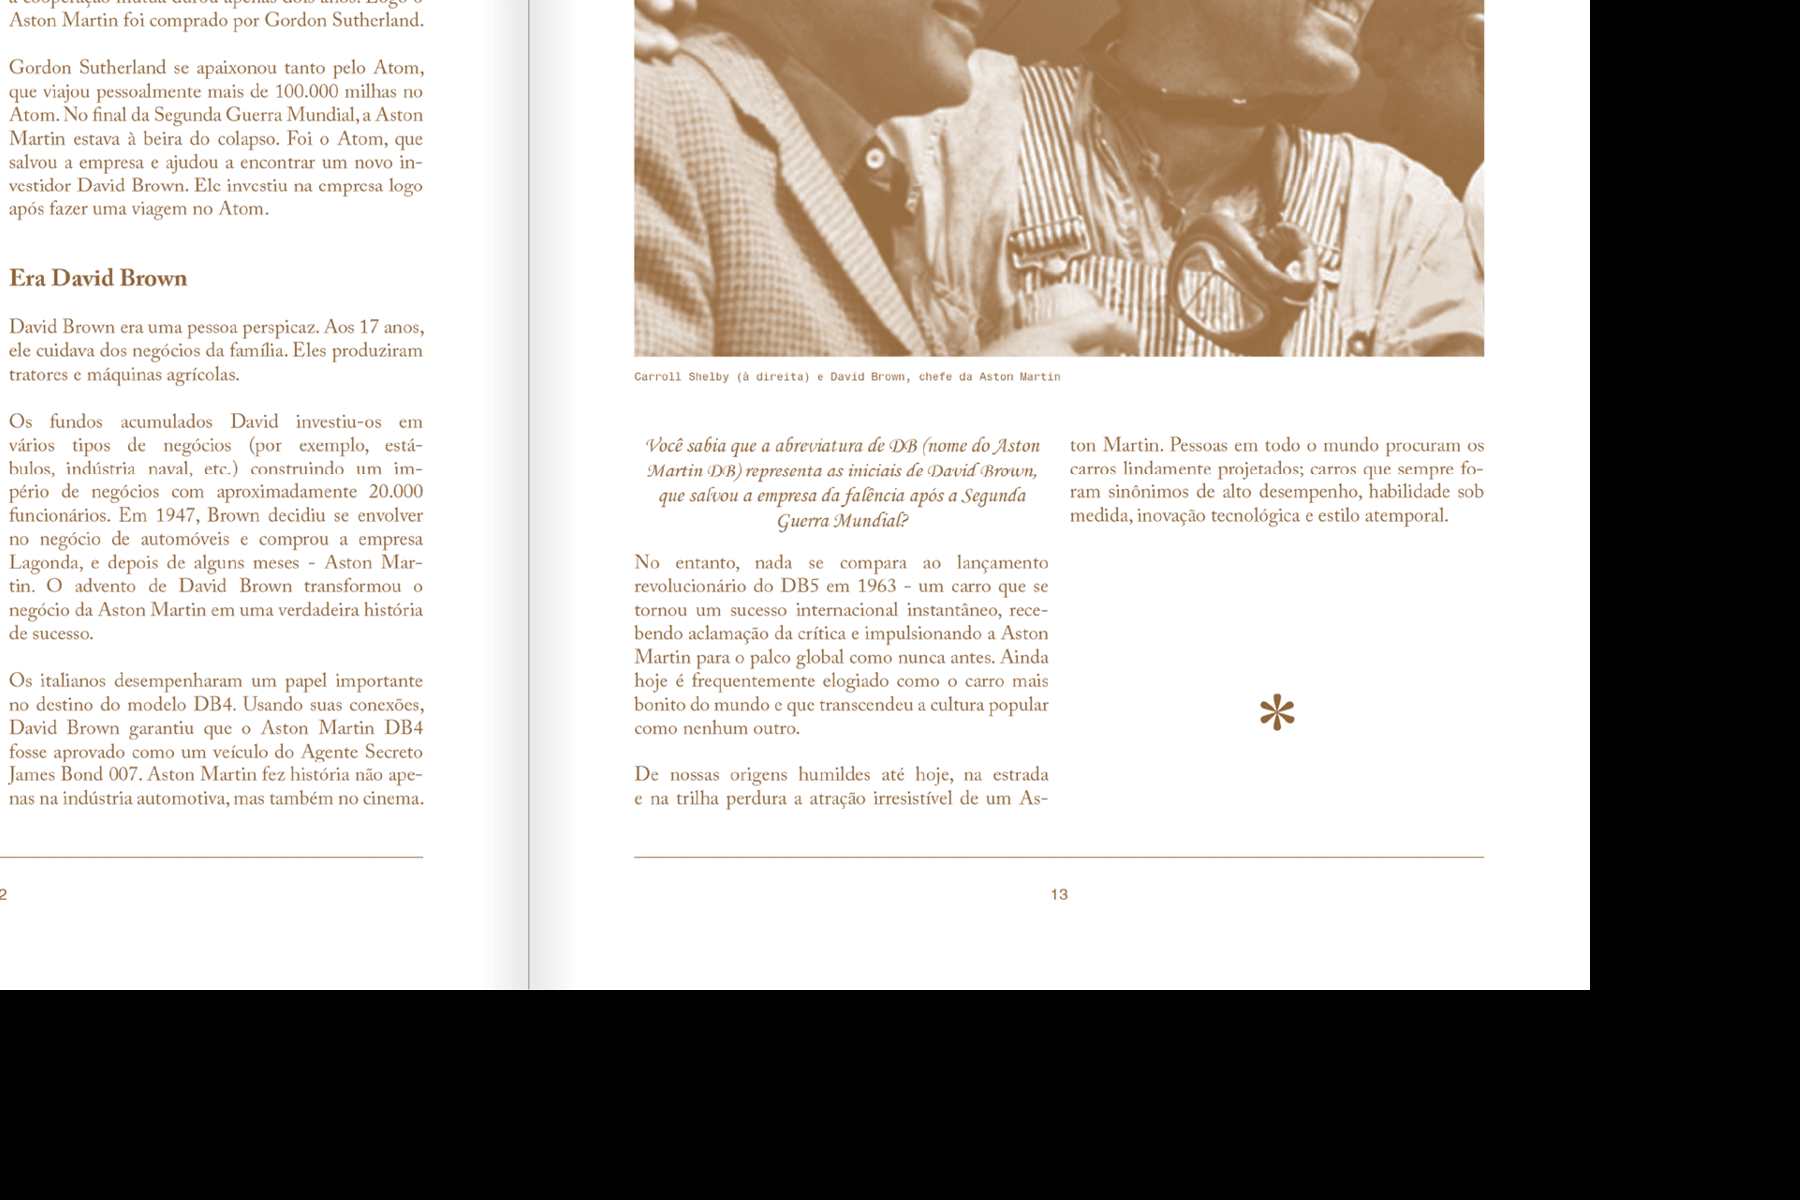 Aston Martin foi comprado por Gordon Sutherland.
Gordon Sutherland se apaixonou tanto pelo Atom,
que viajou pessoalmente mais de 100.000 milhas no
Atom. No final da Segunda Guerra Mundial, a Aston
Martin estava à beira do colapso. Foi o Atom, que
salvou a empresa e ajudou a encontrar um novo in-
vestidor David Brown. Ele investiu na empresa logo
após fazer uma viagem no Atom.
Era David Brown
David Brown era uma pessoa perspicaz. Aos 17 anos,
ele cuidava dos negócios da família. Eles produziram
tratores e máquinas agrícolas.
Os fundos acumulados David investiu-os em
vários tipos de negócios (por exemplo, está-
bulos, indústria naval, etc.) construindo um im-
pério de negócios com aproximadamente 20.000
funcionários. Em 1947, Brown decidiu se envolver
no negócio de automóveis e comprou a empresa
Lagonda, e depois de alguns meses - Aston Mar-
tin. O advento de David Brown transformou o
negócio da Aston Martin em uma verdadeira história
de sucesso.
Os italianos desempenharam um papel importante
no destino do modelo DB4. Usando suas conexões,
David Brown garantiu que o Aston Martin DB4
fosse aprovado como um veículo do Agente Secreto
James Bond 007. Aston Martin fez história não ape-
nas na indústria automotiva, mas também no cinema.
2
Carroll Shelby (à direita) e David Brown, chefe da Aston Martin
Você sabia que a abreviatura de DB (nome do Aston
Martin DB) representa as iniciais de David Brown,
que salvou a empresa da falência após a Segunda
Guerra Mundial?
No entanto, nada se compara ao lançamento
revolucionário do DB5 em 1963 - um carro que se
tornou um sucesso internacional instantâneo, rece-
bendo aclamação da crítica e impulsionando a Aston
Martin para o palco global como nunca antes. Ainda
hoje é frequentemente elogiado como o carro mais
bonito do mundo e que transcendeu a cultura popular
como nenhum outro.
De nossas origens humildes até hoje, na estrada
e na trilha perdura a atração irresistível de um As-
ton Martin. Pessoas em todo o mundo procuram os
carros lindamente projetados; carros que sempre fo-
ram sinônimos de alto desempenho, habilidade sob
medida, inovação tecnológica e estilo atemporal.
*
13